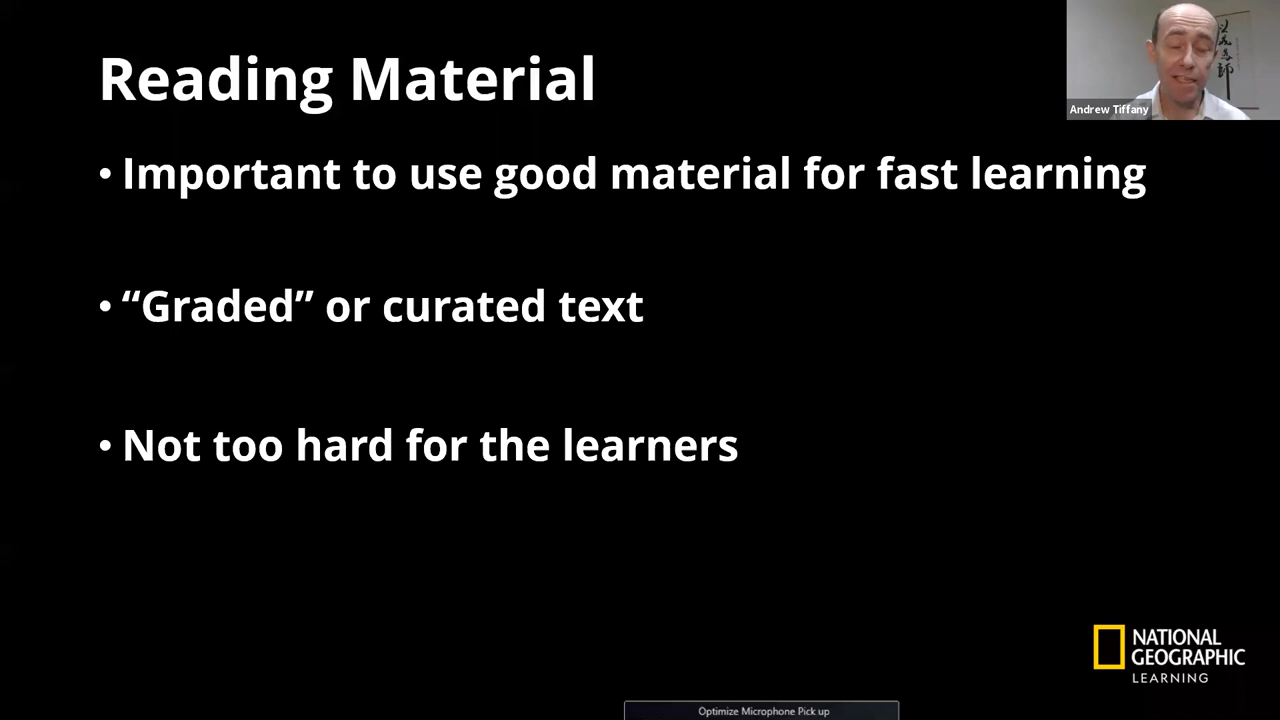 Reading Material
Andrew Tiffany
• Important to use good material for fast learning
• “Graded” or curated text
• Not too hard for the learners
NATIONAL
GEOGRAPHIC
LEARNING
Optimize Microphone Pick up